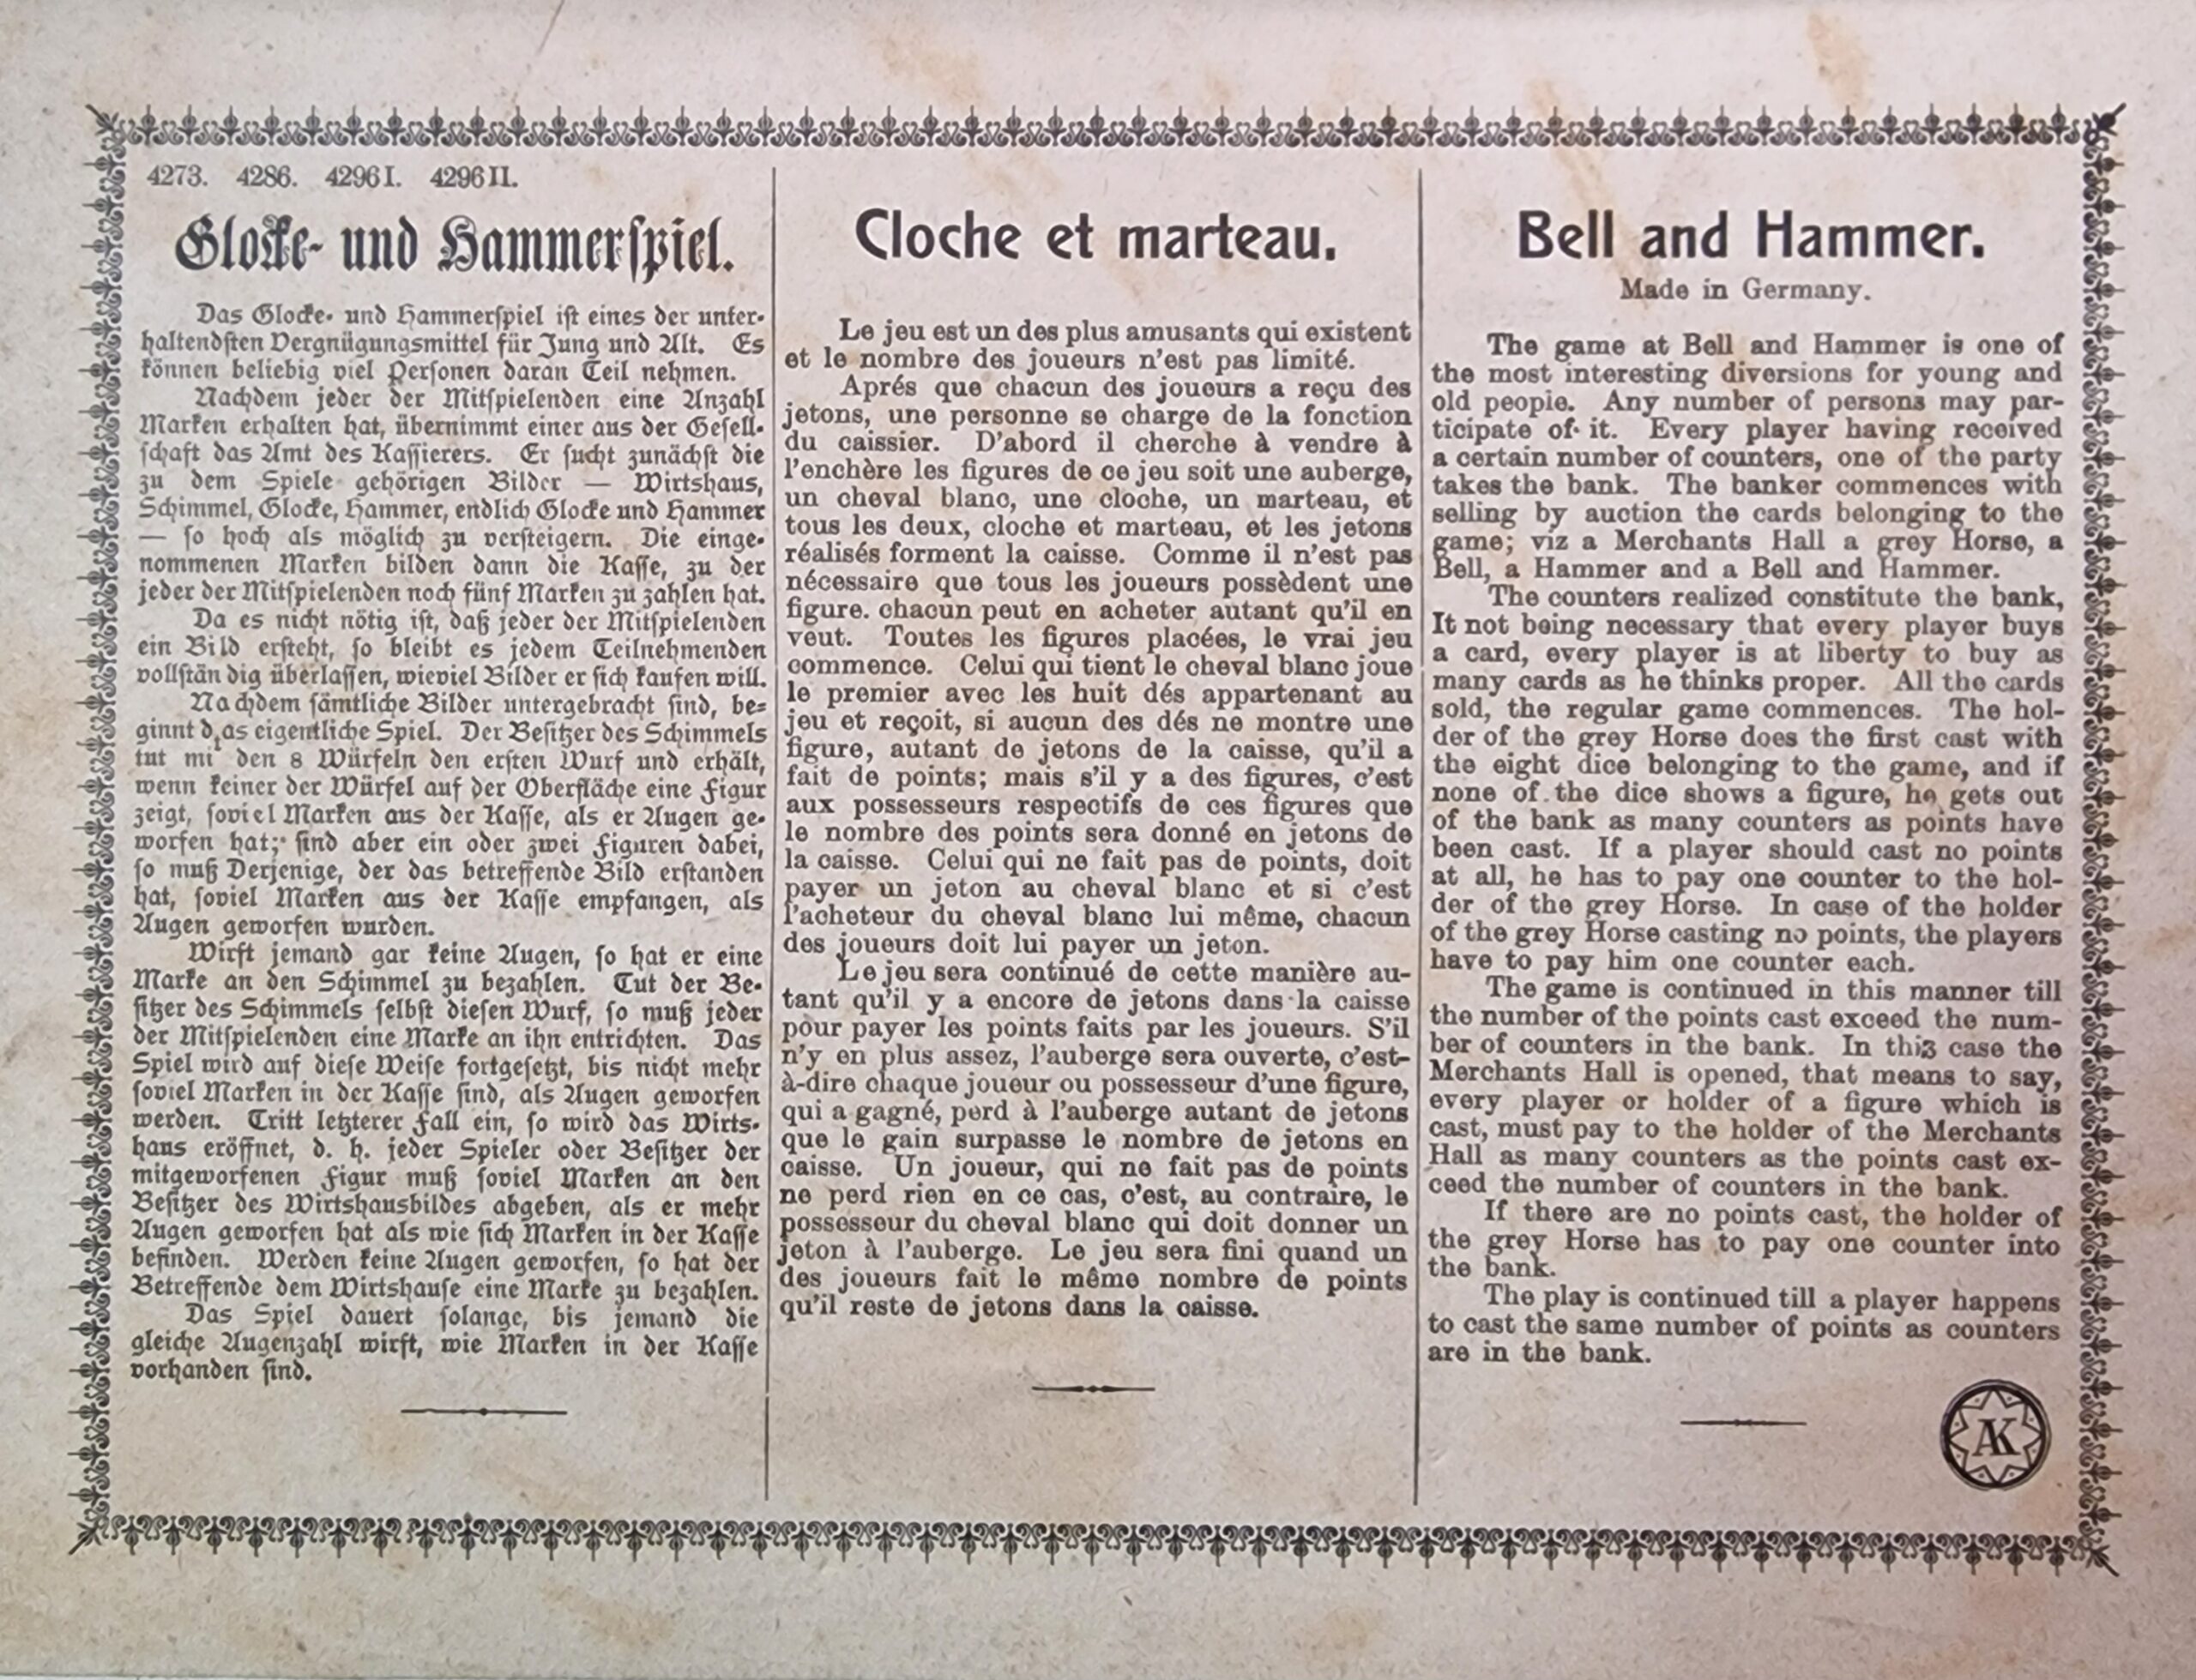 4273. 4286. 4296 I. 4296 II.
Glocke- und Hammerspiel.
Das Glocke- und Hammerspiel ist eines der unter-
haltendsten Vergnügungsmittel für Jung und Alt. Es
können beliebig viel Personen daran Teil nehmen.
Nachdem jeder der Mitspielenden eine Anzahl
Marken erhalten hat, übernimmt einer aus der Gesell-
schaft das Amt des Kassierers. Er sucht zunächst die
zu dem Spiele gehörigen Bilder — Wirtshaus,
Schimmel, Glocke, Hammer, endlich Glocke und Hammer
— so hoch als möglich zu versteigern. Die einge-
nommenen Marken bilden dann die Kasse, zu der
jeder der Mitspielenden noch fünf Marken zu zahlen hat.
Da es nicht nötig ist, daß jeder der Mitspielenden
ein Bild ersteht, so bleibt es jedem Teilnehmenden
vollstän dig überlassen, wieviel Bilder er sich kaufen will.
Nachdem sämtliche Bilder untergebracht sind, be-
ginnt das eigentliche Spiel. Der Besitzer des Schimmels
tut mi den 8 Würfeln den ersten Wurf und erhält,
wenn keiner der Würfel auf der Oberfläche eine Figur
zeigt, soviel Marken aus der Kasse, als er Augen ge-
worfen hat; sind aber ein oder zwei Figuren dabei,
so muß Derjenige, der das betreffende Bild erstanden
hat, soviel Marken aus der Kasse empfangen, als
Augen geworfen wurden.
Wirft jemand gar keine Augen, so hat er eine
Marke an den Schimmel zu bezahlen. Tut der Be-
sitzer des Schimmels selbst diesen Wurf, so muß jeder
der Mitspielenden eine Marke an ihn entrichten. Das
Spiel wird auf diese Weise fortgesetzt, bis nicht mehr
soviel Marken in der Kasse sind, als Augen geworfen
werden. Tritt letzterer Fall ein, so wird das Wirts-
haus eröffnet, d. h. jeder Spieler oder Besitzer der
mitgeworfenen Figur muß soviel Marken an den
Besitzer des Wirtshausbildes abgeben, als er mehr
Augen geworfen hat als wie sich Marken in der Kasse
befinden. Werden keine Augen geworfen, so hat der
Betreffende dem Wirtshause eine Marke zu bezahlen.
Das Spiel dauert solange, bis jemand die
gleiche Augenzahl wirft, wie Marken in der Kasse
vorhanden sind.
Cloche et marteau.
Le jeu est un des plus amusants qui existent
et le nombre des joueurs n'est pas limité.
Aprés que chacun des joueurs a reçu des
jetons, une personne se charge de la fonction
du caissier. D'abord il cherche à vendre à
l'enchère les figures de ce jeu soit une auberge,
un cheval blanc, une cloche, un marteau, et
tous les deux, cloche et marteau, et les jetons
réalisés forment la caisse. Comme il n'est pas
nécessaire que tous les joueurs possèdent une
figure. chacun peut en acheter autant qu'il en
veut. Toutes les figures placées, le vrai jeu
commence. Celui qui tient le cheval blanc joue
le premier avec les huit dés appartenant au
jeu et reçoit, si aucun des dés ne montre une
figure, autant de jetons de la caisse, qu'il a
fait de points; mais s'il y a des figures, c'est
aux possesseurs respectifs de ces figures que
le nombre des points sera donné en jetons de
la caisse. Celui qui ne fait pas de points, doit
payer un jeton au cheval blanc et si c'est
l'acheteur du cheval blanc lui même, chacun
des joueurs doit lui payer un jeton.
Le jeu sera continué de cette manière au-
tant qu'il y a encore de jetons dans la caisse
pour payer les points faits par les joueurs. S'il
n'y en plus assez, l'auberge sera ouverte, c'est-
à-dire chaque joueur ou possesseur d'une figure,
qui a gagné, perd à l'auberge autant de jetons
que le gain surpasse le nombre de jetons en
caisse. Un joueur, qui ne fait pas de points
ne perd rien en ce cas, c'est, au contraire, le
possesseur du cheval blanc qui doit donner un
jeton à l'auberge. Le jeu sera fini quand un
des joueurs fait le même nombre de points
qu'il reste de jetons dans la caisse.
Bell and Hammer.
Made in Germany.
The game at Bell and Hammer is one of
the most interesting diversions for young and
old people. Any number of persons may par-
ticipate of it. Every player having received
a certain number of counters, one of the party
takes the bank. The banker commences with
selling by auction the cards belonging to the
game; viz a Merchants Hall a grey Horse, a
Bell, a Hammer and a Bell and Hammer.
The counters realized constitute the bank,
It not being necessary that every player buys
a card, every player is at liberty to buy as
many cards as he thinks proper. All the cards
sold, the regular game commences. The hol-
der of the grey Horse does the first cast with
the eight dice belonging to the game, and if
none of the dice shows a figure, he gets out
of the bank as many counters as points have
been cast. If a player should cast no points
at all, he has to pay one counter to the hol-
der of the grey Horse. In case of the holder
of the grey Horse casting no points, the players
have to pay him one counter each.
The game is continued in this manner till
the number of the points cast exceed the num-
ber of counters in the bank. In this case the
Merchants Hall is opened, that means to say,
every player or holder of a figure which is
cast, must pay to the holder of the Merchants
Hall as many counters as the points cast ex-
ceed the number of counters in the bank.
If there are no points cast, the holder of
the grey Horse has to pay one counter into
the bank.
The play is continued till a player happens
to cast the same number of points as counters
are in the bank.
AK